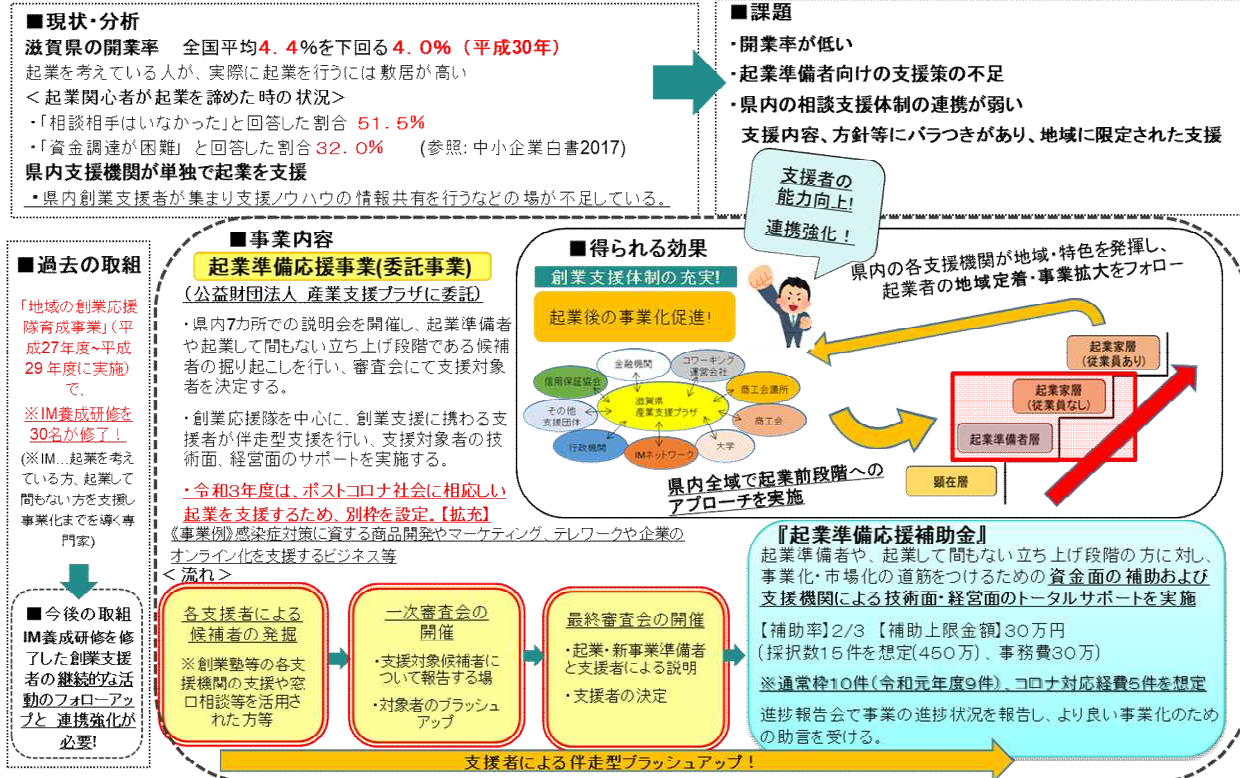 ■現状・分析
滋賀県の開業率　全国平均4.4%を下回る4.0%（平成30年）
起業を考えている人が、実際に起業を行うには敷居が高い
＜起業関心者が起業を諦めた時の状況＞
・「相談相手はいなかった」と回答した割合 51.5%
・「資金調達が困難」と回答した割合32.0%　(参照:中小企業白書2017)
県内支援機関が単独で起業を支援
・県内創業支援者が集まり支援ノウハウの情報共有を行うなどの場が不足している。
■課題
・開業率が低い
・起業準備者向けの支援策の不足
・県内の相談支援体制の連携が弱い
支援内容、方針等にバラつきがあり、地域に限定された支援
支援者の
能力向上!
連携強化！
■過去の取組
「地域の創業応援
隊育成事業」（平
成27年度~平成
29年度に実施）
で、
※IM養成研修を
30名が修了！
(※IM…起業を考え
ている方、起業して
間もない方を支援し
事業化までを導く専
門家)
■今後の取組
IM養成研修を修
了した創業支援
者の継続的な活
動のフォローアッ
プと 連携強化が
必要!
■事業内容
起業準備応援事業(委託事業)
(公益財団法人 産業支援プラザに委託)
・県内7カ所での説明会を開催し、起業準備者
や起業して間もない立ち上げ段階である候補
者の掘り起こしを行い、審査会にて支援対象
者を決定する。
・創業応援隊を中心に、創業支援に携わる支
援者が伴走型支援を行い、支援対象者の技
術面、経営面のサポートを実施する。
・令和3年度は、ポストコロナ社会に相応しい
起業を支援するため、別枠を設定。【拡充】
《事業例》感染症対策に資する商品開発やマーケティング、テレワークや企業の
オンライン化を支援するビジネス等
■得られる効果
創業支援体制の充実!
起業後の事業化促進!
金融機関
コワーキング
運営会社
信用保証協会
商工会議所
滋賀県
産業支援プラザ
その他
支援団体
商工会
行政機関
IMネットワーク
大学
県内全域で起業前段階への
アプローチを実施
県内の各支援機関が地域・特色を発揮し、
起業者の地域定着・事業拡大をフォロー
起業家層
(従業員あり)
起業家層
(従業員なし)
起業準備者層
顕在層
＜流れ＞
各支援者による
候補者の発掘
※創業塾等の各支
援機関の支援や窓
口相談等を活用さ
れた方等
一次審査会の
開催
・支援対象候補者に
ついて報告する場
・対象者のブラッシュ
アップ
最終審査会の開催
・起業・新事業準備者
と支援者による説明
・支援者の決定
『起業準備応援補助金』
起業準備者や、起業して間もない立ち上げ段階の方に対し、
事業化・市場化の道筋をつけるための資金面の補助および
支援機関による技術面・経営面のトータルサポートを実施
【補助率】2/3 【補助上限金額】30万円
(採択数15件を想定(450万)、事務費30万)
※通常枠10件(令和元年度9件)、コロナ対応経費5件を想定
進捗報告会で事業の進捗状況を報告し、より良い事業化のため
の助言を受ける。
支援者による伴走型ブラッシュアップ！